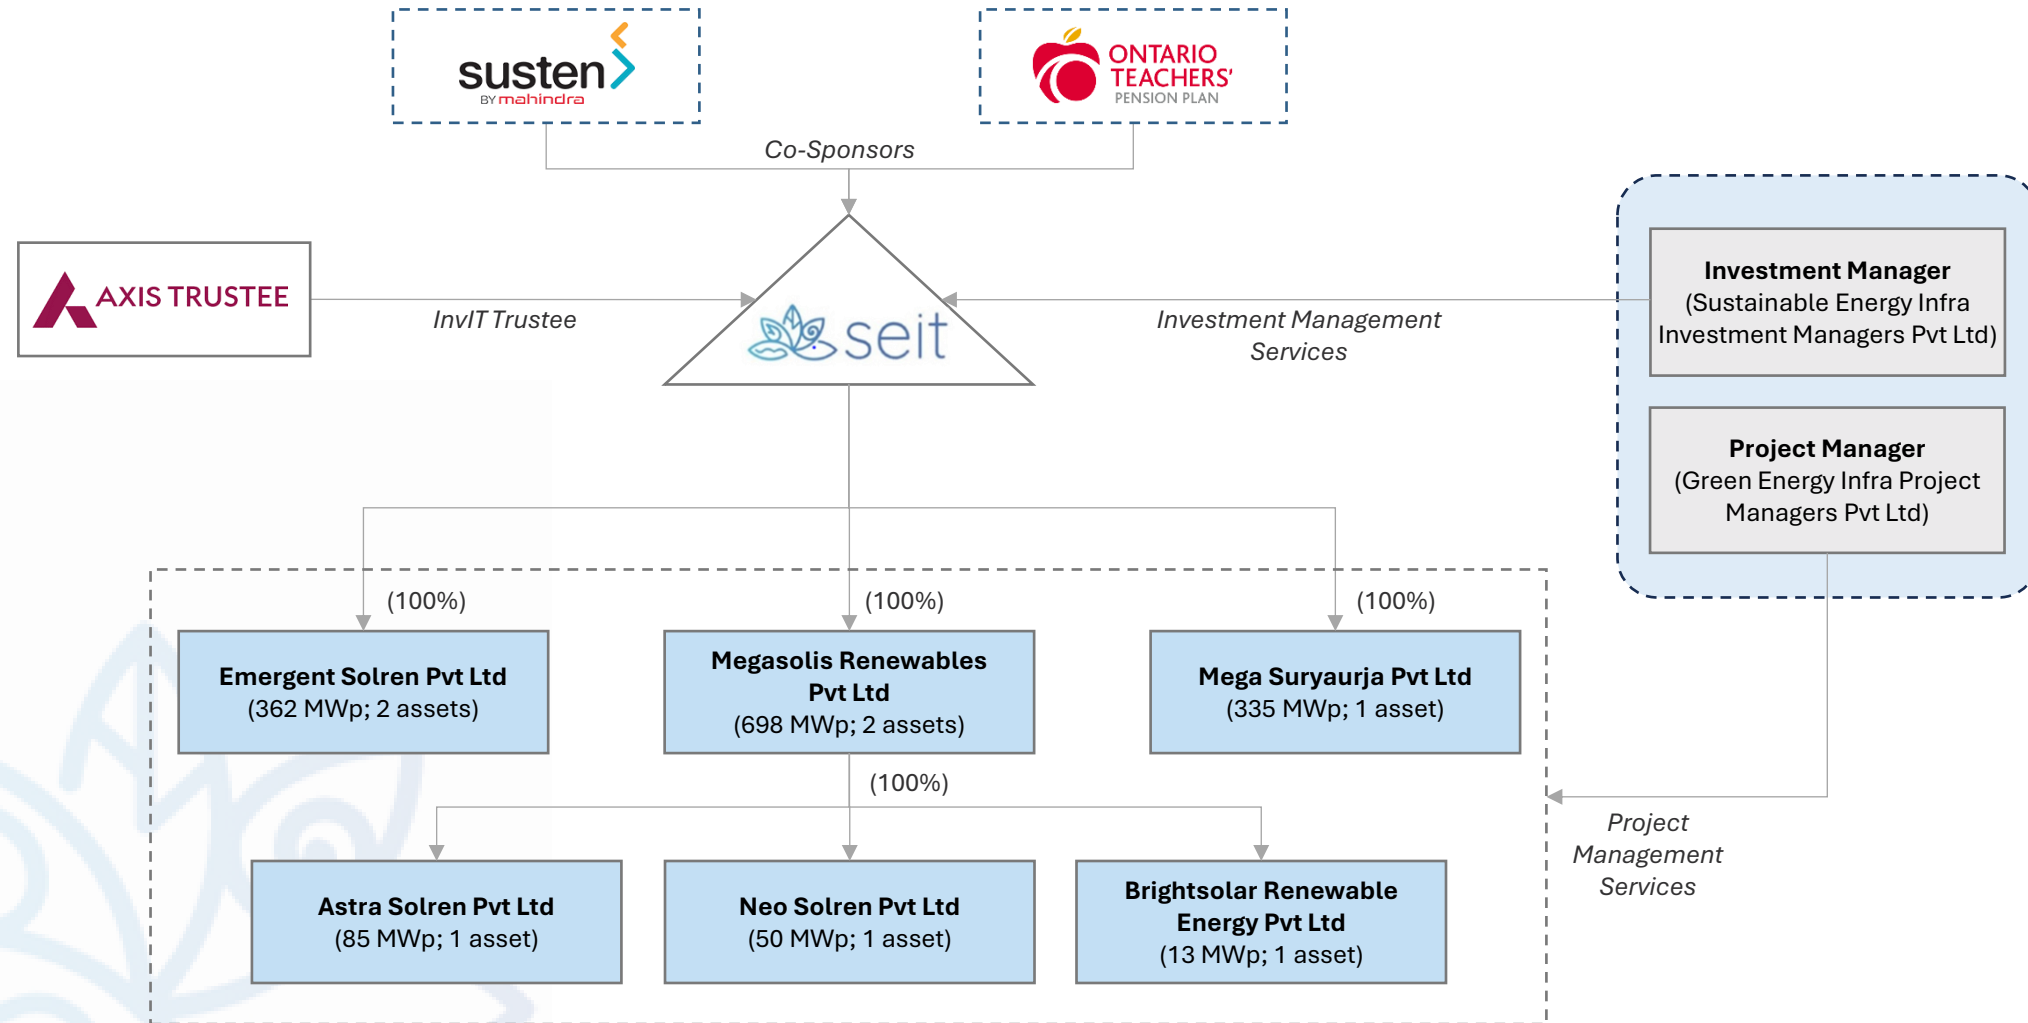 susten
BY mahindra
ONTARIO
TEACHERS'
PENSION PLAN
Co-Sponsors
AXIS TRUSTEE
InvIT Trustee
seit
Investment Management
Services
Investment Manager
(Sustainable Energy Infra
Investment Managers Pvt Ltd)
Project Manager
(Green Energy Infra Project
Managers Pvt Ltd)
(100%)
(100%)
(100%)
Emergent Solren Pvt Ltd
(362 MWp; 2 assets)
Megasolis Renewables
Pvt Ltd
(698 MWp; 2 assets)
Mega Suryaurja Pvt Ltd
(335 MWp; 1 asset)
(100%)
Project
Management
Services
Astra Solren Pvt Ltd
(85 MWp; 1 asset)
Neo Solren Pvt Ltd
(50 MWp; 1 asset)
Brightsolar Renewable
Energy Pvt Ltd
(13 MWp; 1 asset)